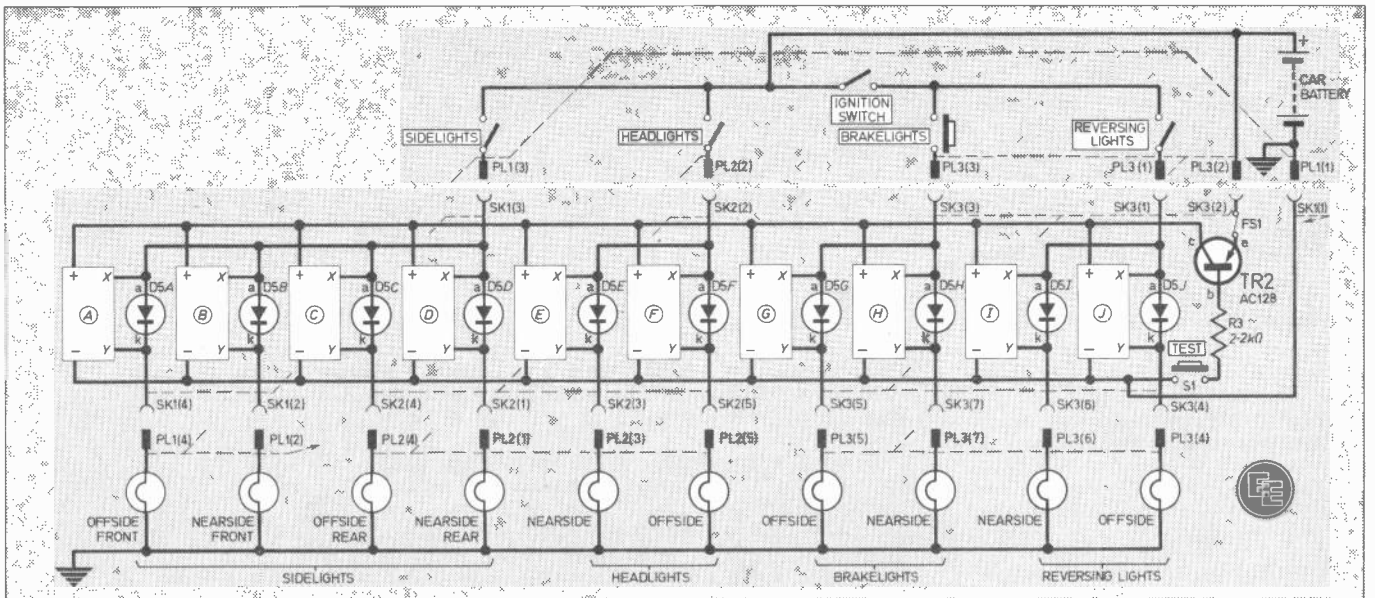 +
CAR
BATTERY
IGNITION
SWITCH
SIDELIGHTS
HEADLIGHTS
BRAKELIGHTS
REVERSING
LIGHTS
PL1(3)
PL2(2)
PL3(3)
PL3(1)
PL3(2)
PL1(1)
SK1(3)
SK2(2)
SK3(3)
SK3(1)
SK3(2)
SK1(1)
FS1
c
e
b
TR2
AC128
R3
2·2kΩ
TEST
S1
+ X a D5A
A
- Y k
+ X a D5B
B
- Y k
+ X a D5C
C
- Y k
+ X a D5D
D
- Y k
+ X a D5E
E
- Y k
+ X a D5F
F
- Y k
+ X a D5G
G
- Y k
+ X a D5H
H
- Y k
+ X a D5I
I
- Y k
+ X a D5J
J
- Y k
SK1(4)
SK1(2)
SK2(4)
SK2(1)
SK2(3)
SK2(5)
SK3(5)
SK3(7)
SK3(6)
SK3(4)
PL1(4)
PL1(2)
PL2(4)
PL2(1)
PL2(3)
PL2(5)
PL3(5)
PL3(7)
PL3(6)
PL3(4)
OFFSIDE
FRONT
NEARSIDE
FRONT
OFFSIDE
REAR
NEARSIDE
REAR
NEARSIDE
OFFSIDE
OFFSIDE
NEARSIDE
NEARSIDE
OFFSIDE
SIDELIGHTS
HEADLIGHTS
BRAKELIGHTS
REVERSING LIGHTS
EE